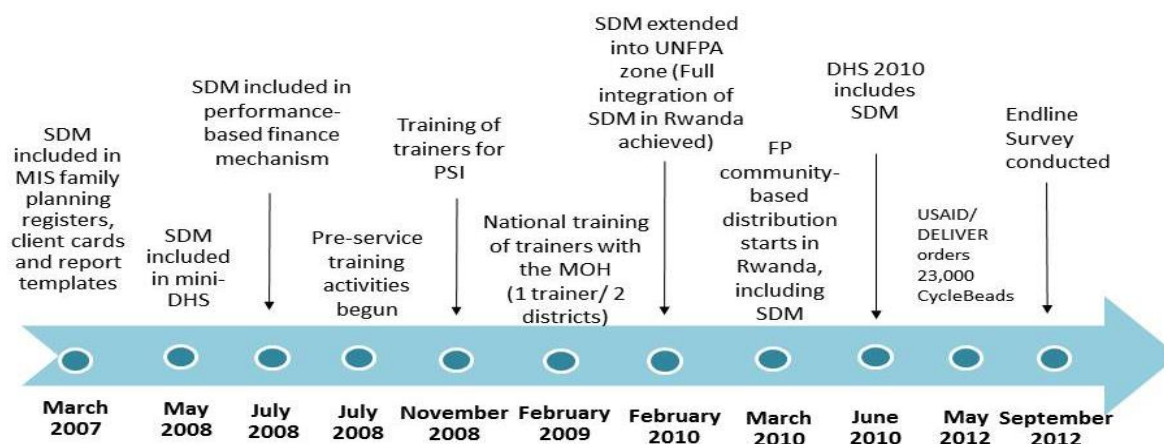 SDM
included in
MIS family
planning
registers,
client cards
and report
templates
SDM
included
in mini-
DHS
SDM included in
performance-
based finance
mechanism
Pre-service
training
activities
begun
Training of
trainers for
PSI
National training
of trainers with
the MOH
(1 trainer/ 2
districts)
SDM extended
into UNFPA
zone (Full
integration of
SDM in Rwanda
achieved)
FP
community-
based
distribution
starts in
Rwanda,
including
SDM
DHS 2010
includes
SDM
USAID/
DELIVER
orders
23,000
CycleBeads
Endline
Survey
conducted
March
2007
May
2008
July
2008
July
2008
November
2008
February
2009
February
2010
March
2010
June
2010
May
2012
September
2012